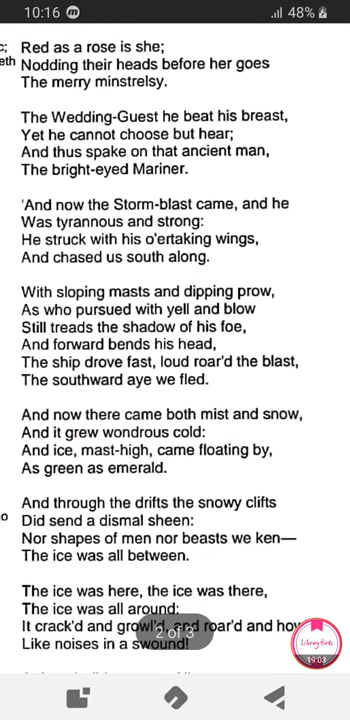 10:16 m 48%
c; Red as a rose is she;
eth Nodding their heads before her goes
The merry minstrelsy.
The Wedding-Guest he beat his breast,
Yet he cannot choose but hear;
And thus spake on that ancient man,
The bright-eyed Mariner.
'And now the Storm-blast came, and he
Was tyrannous and strong:
He struck with his o'ertaking wings,
And chased us south along.
With sloping masts and dipping prow,
As who pursued with yell and blow
Still treads the shadow of his foe,
And forward bends his head,
The ship drove fast, loud roar'd the blast,
The southward aye we fled.
And now there came both mist and snow,
And it grew wondrous cold:
And ice, mast-high, came floating by,
As green as emerald.
And through the drifts the snowy clifts
o Did send a dismal sheen:
Nor shapes of men nor beasts we ken—
The ice was all between.
The ice was here, the ice was there,
The ice was all around:
It crack'd and growl'd, and roar'd and how
Like noises in a swound!
2 of 3
Literary Birds
19:03